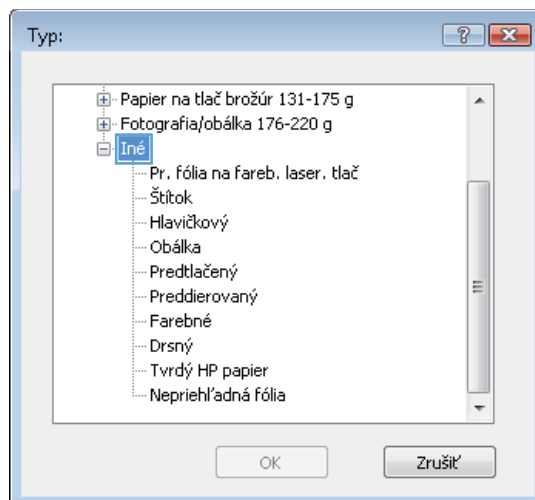 Typ:
Papier na tlač brožúr 131-175 g
Fotografia/obálka 176-220 g
Iné
Pr. fólia na fareb. laser. tlač
Štítok
Hlavičkový
Obálka
Predtlačený
Preddierovaný
Farebné
Drsný
Tvrdý HP papier
Nepriehľadná fólia
OK
Zrušiť